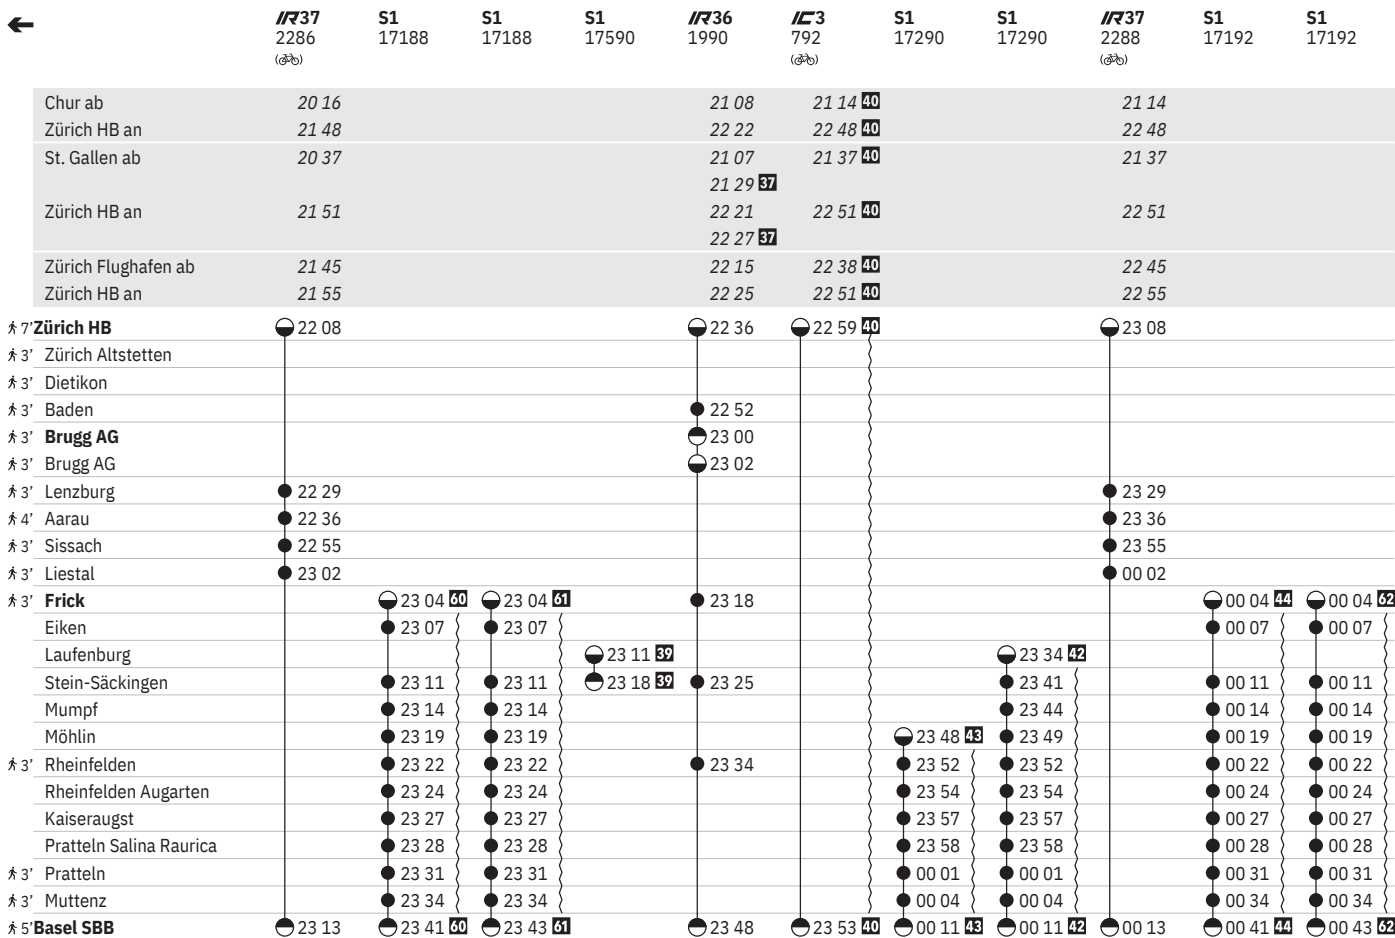 IR37 S1 S1 S1 IR36 IC3 S1 S1 IR37 S1 S1
2286 17188 17188 17590 1990 792 17290 17290 2288 17192 17192
Chur ab 20 16 21 08 21 14 40 21 14
Zürich HB an 21 48 22 22 22 48 40 22 48
St. Gallen ab 20 37 21 07 21 37 40 21 37
21 29 37
Zürich HB an 21 51 22 21 22 51 40 22 51
22 27 37
Zürich Flughafen ab 21 45 22 15 22 38 40 22 45
Zürich HB an 21 55 22 25 22 51 40 22 55
7' Zürich HB 22 08 22 36 22 59 40 23 08
3' Zürich Altstetten
3' Dietikon
3' Baden 22 52
3' Brugg AG 23 00
3' Brugg AG 23 02
3' Lenzburg 22 29 23 29
4' Aarau 22 36 23 36
3' Sissach 22 55 23 55
3' Liestal 23 02 00 02
3' Frick 23 04 60 23 04 61 23 18 00 04 44 00 04 62
Eiken 23 07 23 07 00 07 00 07
Laufenburg 23 11 39 23 34 42
Stein-Säckingen 23 11 23 11 23 18 39 23 25 23 41 00 11 00 11
Mumpf 23 14 23 14 23 44 00 14 00 14
Möhlin 23 19 23 19 23 48 43 23 49 00 19 00 19
3' Rheinfelden 23 22 23 22 23 34 23 52 23 52 00 22 00 22
Rheinfelden Augarten 23 24 23 24 23 54 23 54 00 24 00 24
Kaiseraugst 23 27 23 27 23 57 23 57 00 27 00 27
Pratteln Salina Raurica 23 28 23 28 23 58 23 58 00 28 00 28
3' Pratteln 23 31 23 31 00 01 00 01 00 31 00 31
3' Muttenz 23 34 23 34 00 04 00 04 00 34 00 34
5' Basel SBB 23 13 23 41 60 23 43 61 23 48 23 53 40 00 11 43 00 11 42 00 13 00 41 44 00 43 62